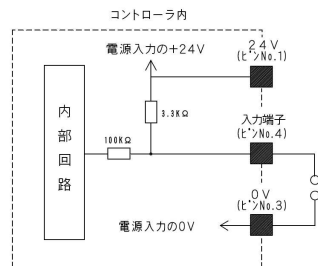 コントローラ内
電源入力の+24V
24V
(ﾋﾟﾝNo.1)
3.3KΩ
内部回路
100KΩ
入力端子
(ﾋﾟﾝNo.4)
0V
(ﾋﾟﾝNo.3)
電源入力の0V